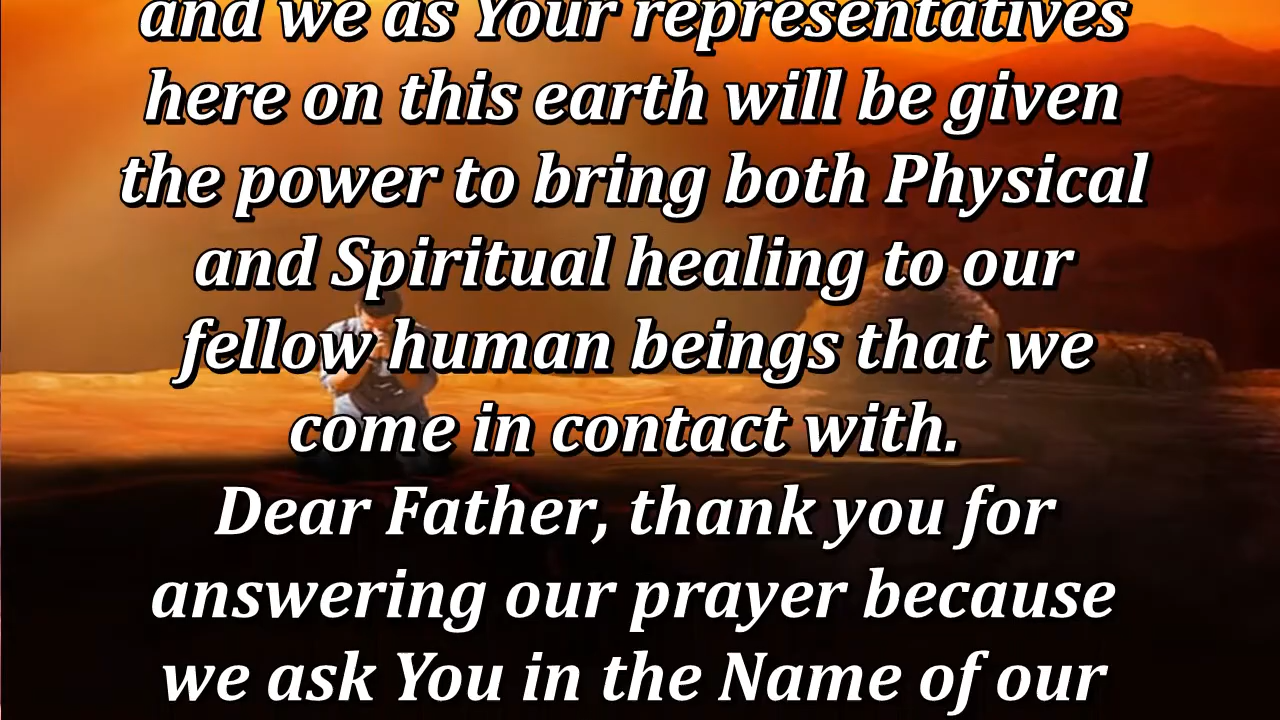 and we as Your representatives
here on this earth will be given
the power to bring both Physical
and Spiritual healing to our
fellow human beings that we
come in contact with.
Dear Father, thank you for
answering our prayer because
we ask You in the Name of our